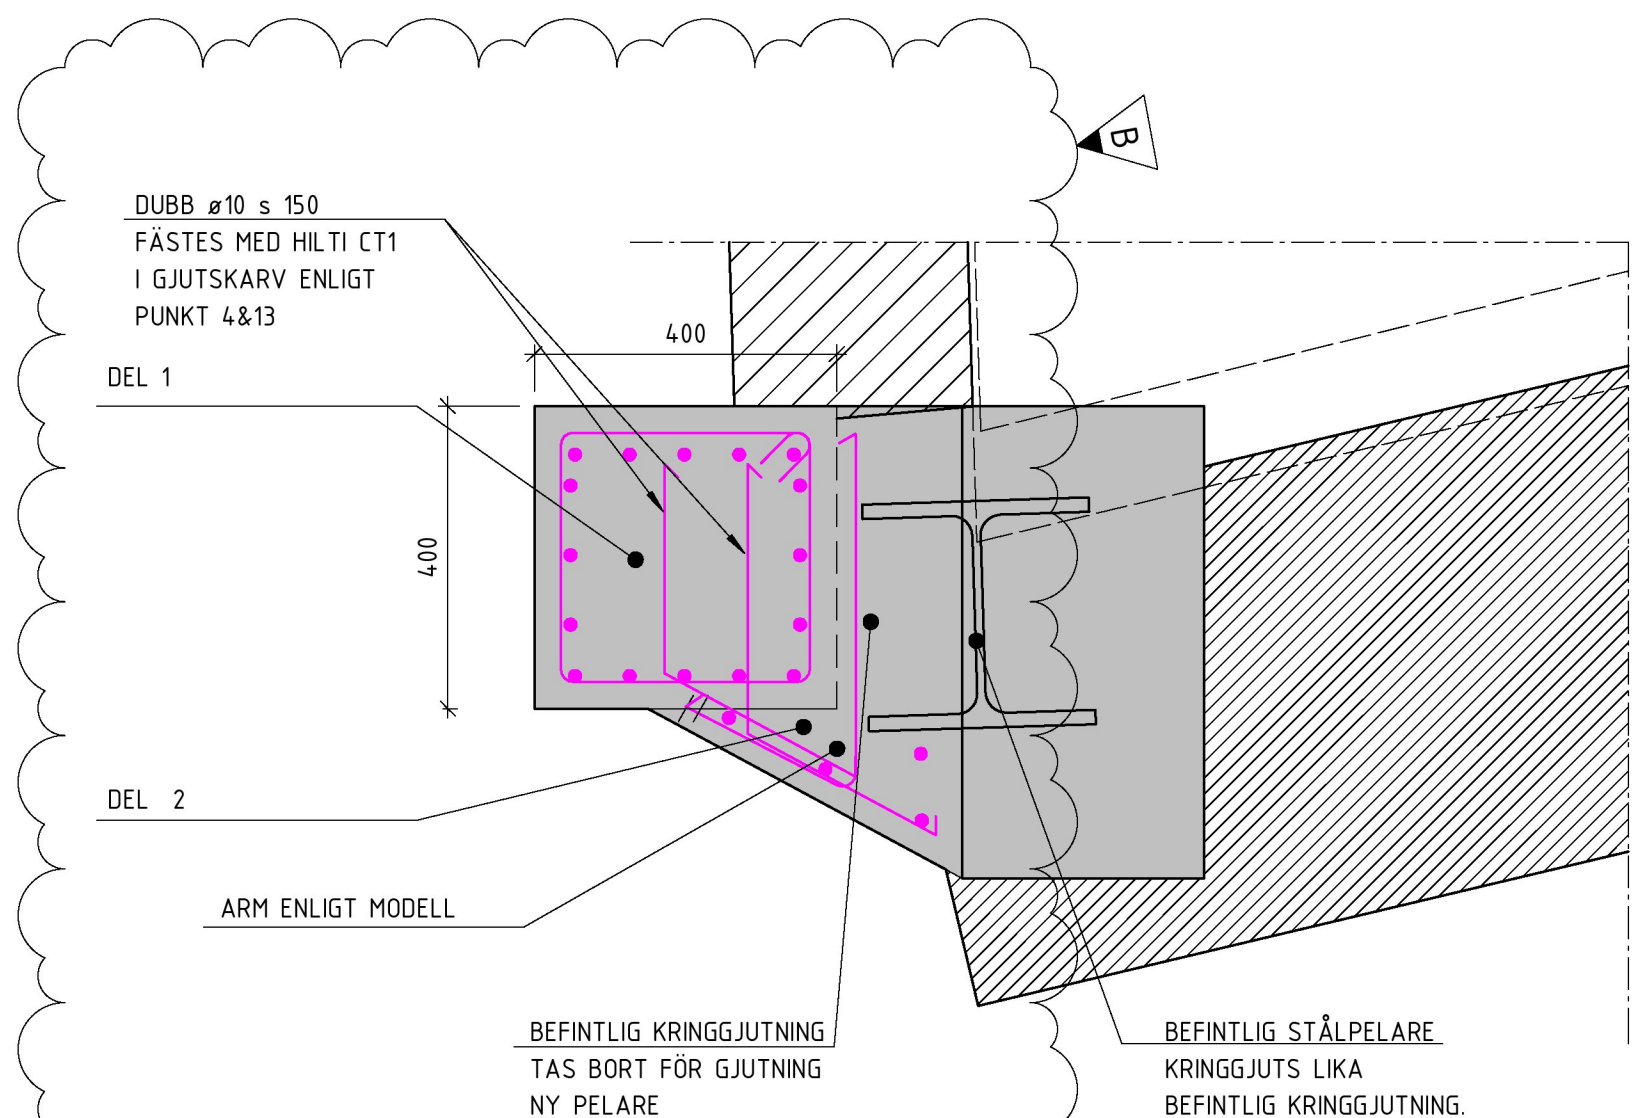 B
DUBB ø10 s 150
FÄSTES MED HILTI CT1
I GJUTSKARV ENLIGT
PUNKT 4&13
400
DEL 1
400
DEL 2
ARM ENLIGT MODELL
BEFINTLIG KRINGGJUTNING
TAS BORT FÖR GJUTNING
NY PELARE
BEFINTLIG STÅLPELARE
KRINGGJUTS LIKA
BEFINTLIG KRINGGJUTNING.